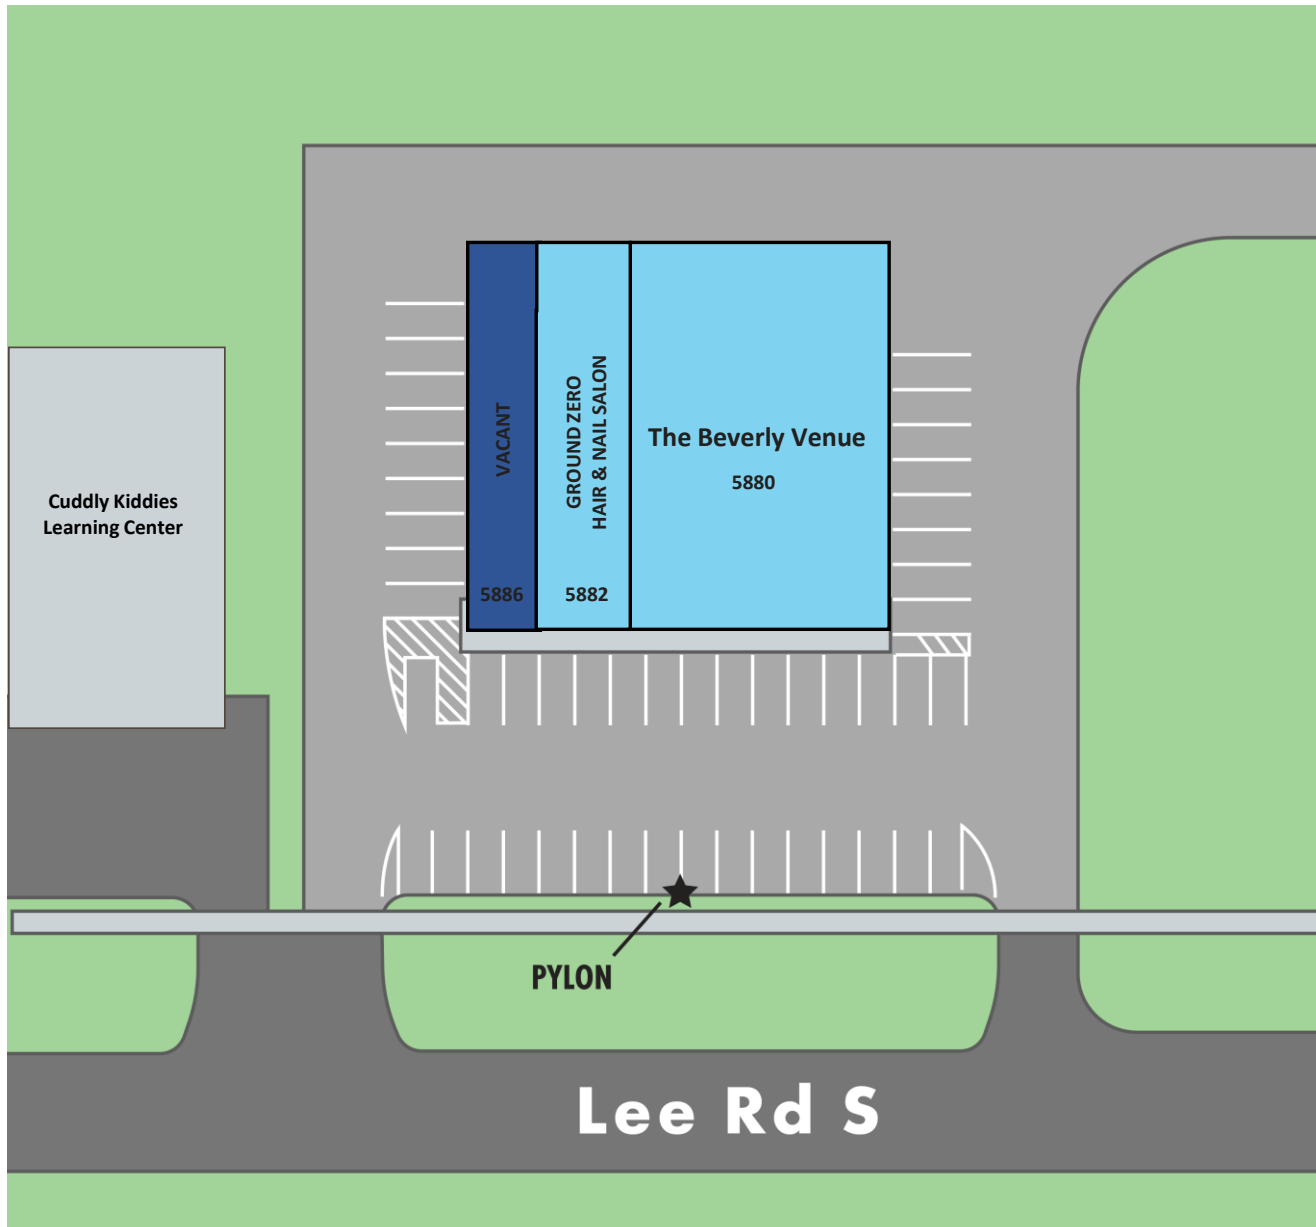 Cuddly Kiddies
Learning Center
VACANT
5886
GROUND ZERO
HAIR & NAIL SALON
5882
The Beverly Venue
5880
PYLON
Lee Rd S